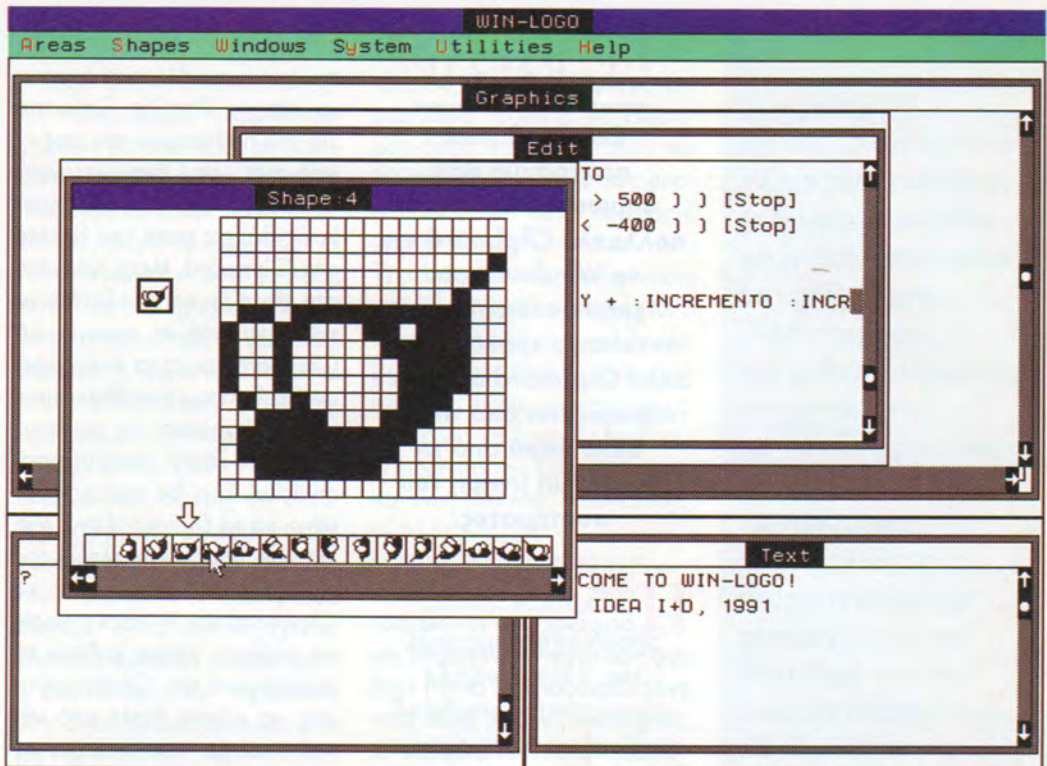 WIN-LOGO
Areas Shapes Windows System Utilities Help
Graphics
Edit
TO
> 500 ) ) [Stop]
< -400 ) ) [Stop]
Y + :INCREMENTO :INCR
Shape:4
?
Text
COME TO WIN-LOGO!
IDEA I+D, 1991